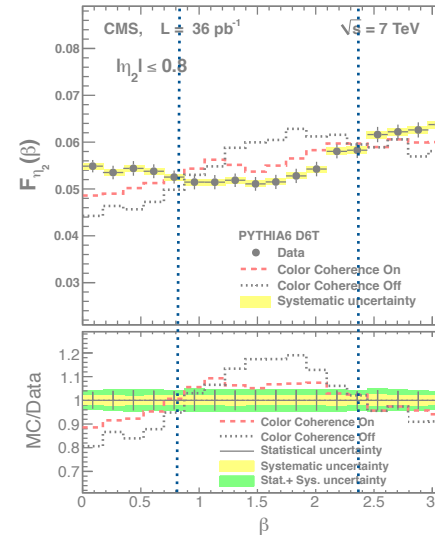 CMS, L = 36 pb⁻¹ √s = 7 TeV
|η₂| ≤ 0.8
F_η₂(β)
0.08
0.07
0.06
0.05
0.04
0.03
PYTHIA6 D6T
Data
Color Coherence On
Color Coherence Off
Systematic uncertainty
MC/Data
1.2
1.1
1
0.9
0.8
0.7
Color Coherence On
Color Coherence Off
Statistical uncertainty
Systematic uncertainty
Stat.+ Sys. uncertainty
0 0.5 1 1.5 2 2.5 3
β